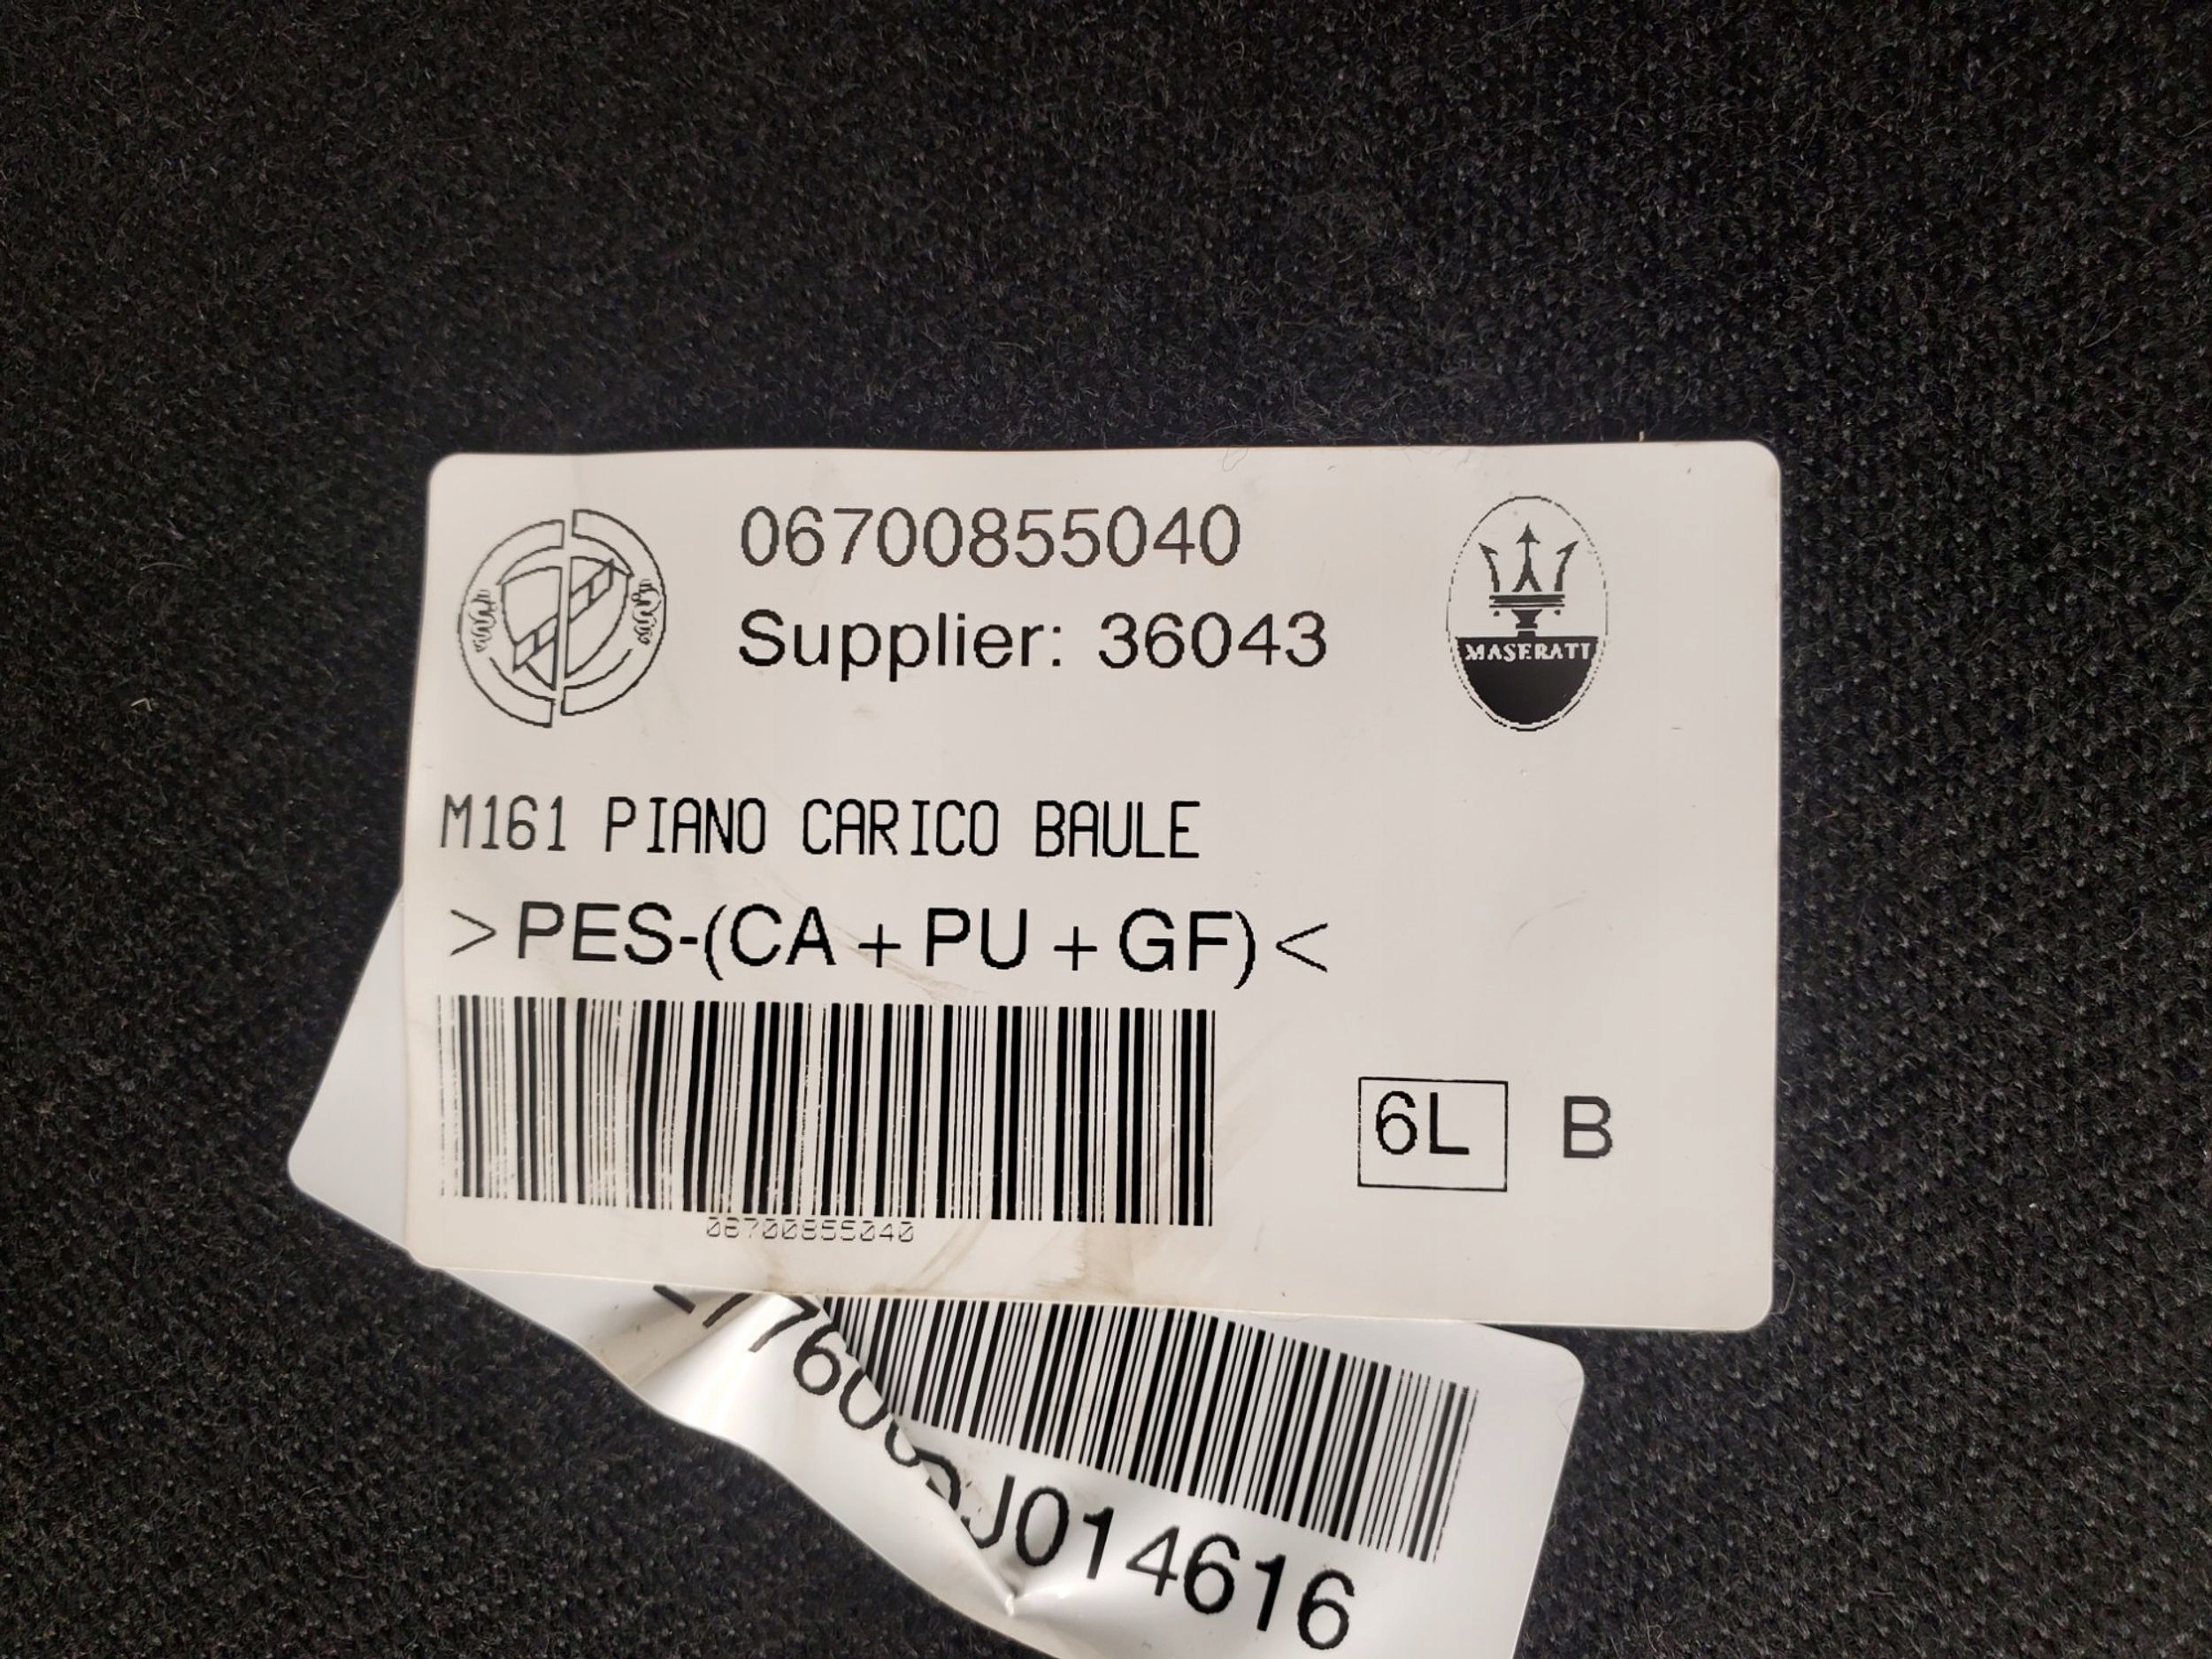 06700855040
Supplier: 36043
MASERATI
M161 PIANO CARICO BAULE
>PES-(CA + PU + GF)<
06700855040
6L B
J014616